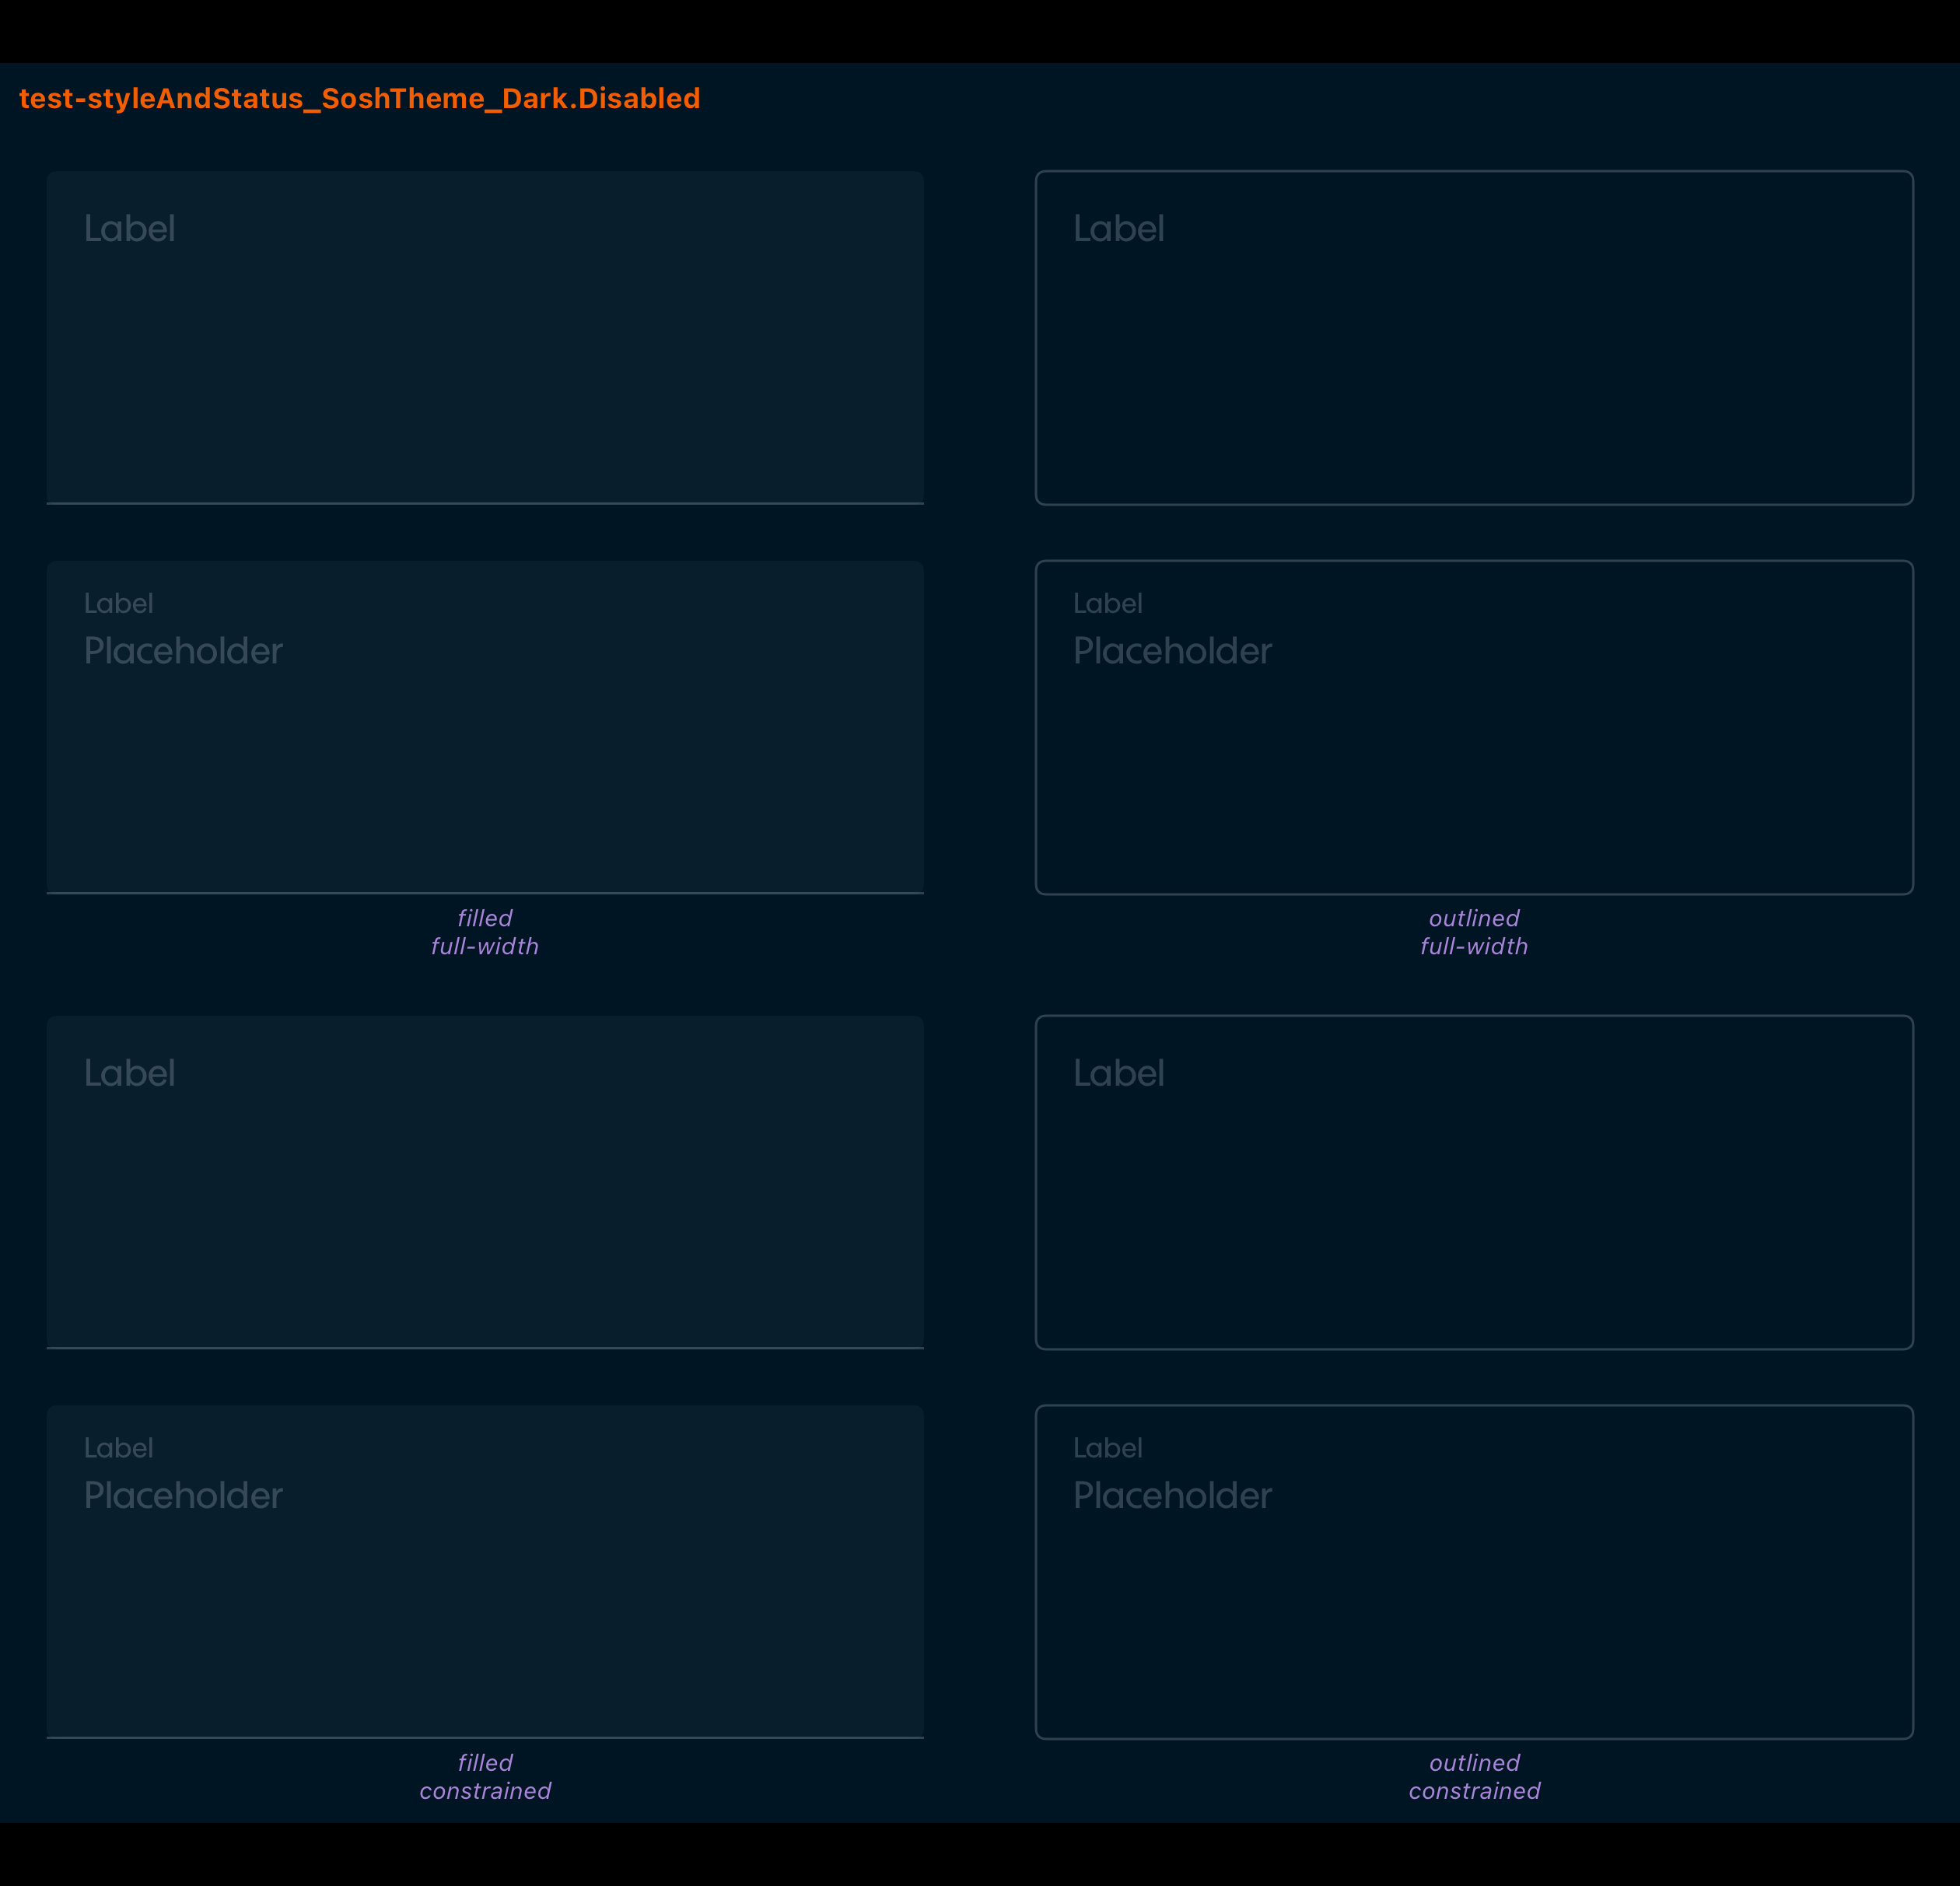 test-styleAndStatus_SoshTheme_Dark.Disabled
Label
Label
Label
Placeholder
Label
Placeholder
filled
full-width
outlined
full-width
Label
Label
Label
Placeholder
Label
Placeholder
filled
constrained
outlined
constrained